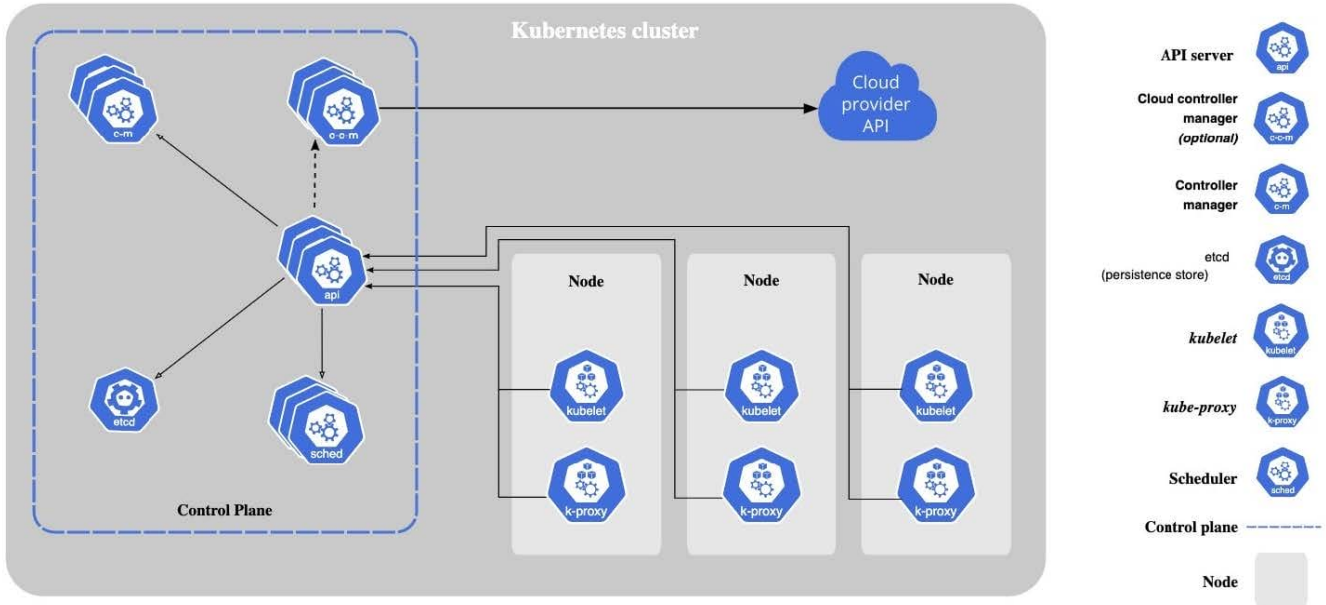 Kubernetes cluster
c-m
c-c-m
Cloud
provider
API
api
Node
Node
Node
etcd
sched
kubelet
kubelet
kubelet
k-proxy
k-proxy
k-proxy
Control Plane
API server
api
Cloud controller
manager
(optional)
c-c-m
Controller
manager
c-m
etcd
(persistence store)
etcd
kubelet
kubelet
kube-proxy
k-proxy
Scheduler
sched
Control plane
Node